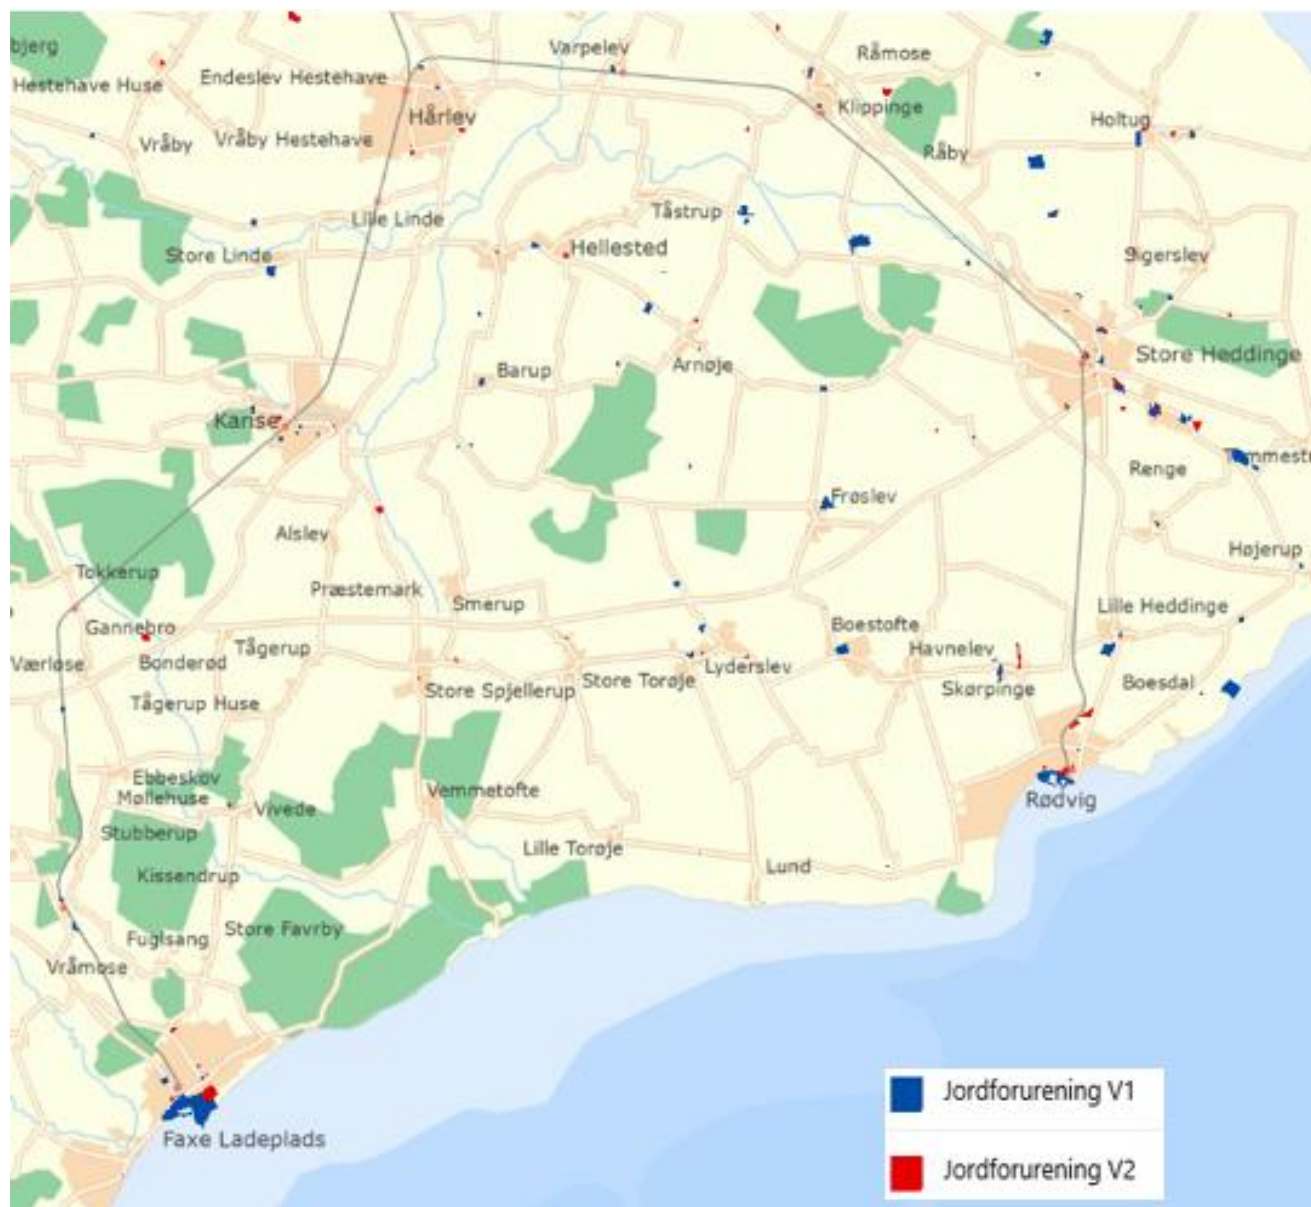 bjerg
Varpelev
Råmose
Hestehave Huse
Endeslev Hestehave
Hårlev
Klippinge
Holtug
Vråby
Vråby Hestehave
Råby
Lille Linde
Tåstrup
Store Linde
Hellested
Sigerslev
Store Heddinge
Barup
Arnøje
Karise
Renge
Frøslev
Alslev
Højerup
Tokkerup
Præstemark
Smerup
Lille Heddinge
Gannebro
Boestofte
Værløse
Bonderød
Tågerup
Havnelev
Lyderslev
Store Torøje
Store Spjellerup
Skørpinge
Boesdal
Tågerup Huse
Ebbeskov
Møllehuse
Vivede
Vemmetofte
Rødvig
Stubberup
Lille Torøje
Lund
Kissendrup
Store Favrby
Fuglsang
Vråmose
Jordforurening V1
Faxe Ladeplads
Jordforurening V2